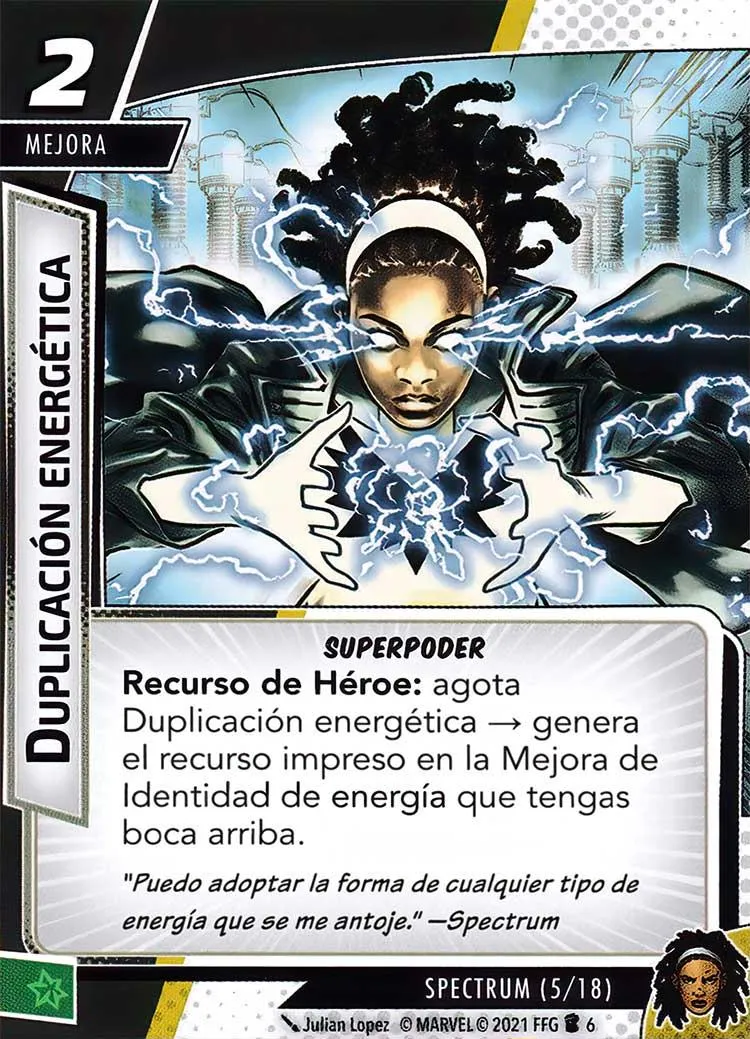 2
MEJORA
DUPLICACIÓN ENERGÉTICA
SUPERPODER
Recurso de Héroe: agota
Duplicación energética → genera
el recurso impreso en la Mejora de
Identidad de energía que tengas
boca arriba.
"Puedo adoptar la forma de cualquier tipo de
energía que se me antoje." —Spectrum
SPECTRUM (5/18)
Julian Lopez © MARVEL © 2021 FFG 6